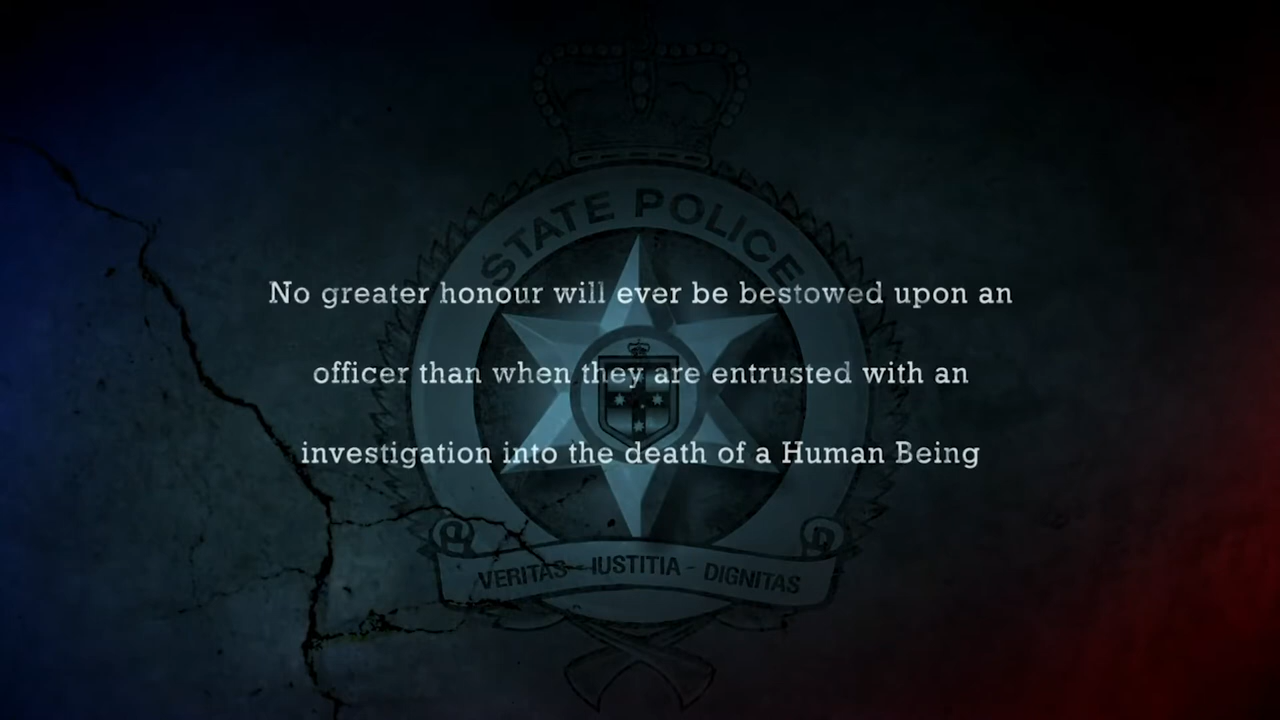 STATE POLICE
No greater honour will ever be bestowed upon an
officer than when they are entrusted with an
investigation into the death of a Human Being
VERITAS - IUSTITIA - DIGNITAS